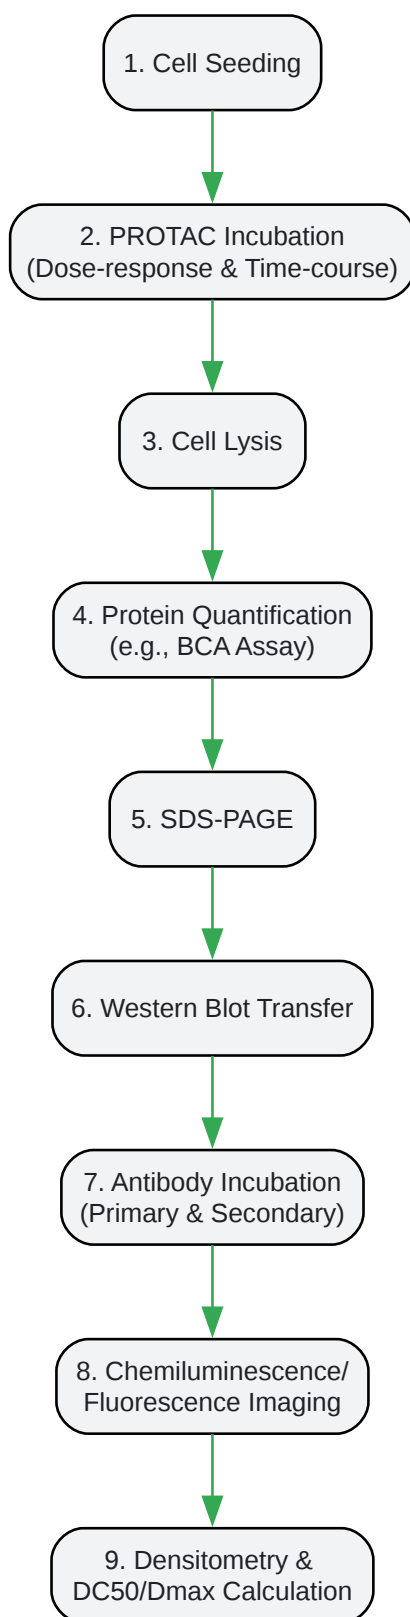 1. Cell Seeding
2. PROTAC Incubation
(Dose-response & Time-course)
3. Cell Lysis
4. Protein Quantification
(e.g., BCA Assay)
5. SDS-PAGE
6. Western Blot Transfer
7. Antibody Incubation
(Primary & Secondary)
8. Chemiluminescence/
Fluorescence Imaging
9. Densitometry &
DC50/Dmax Calculation